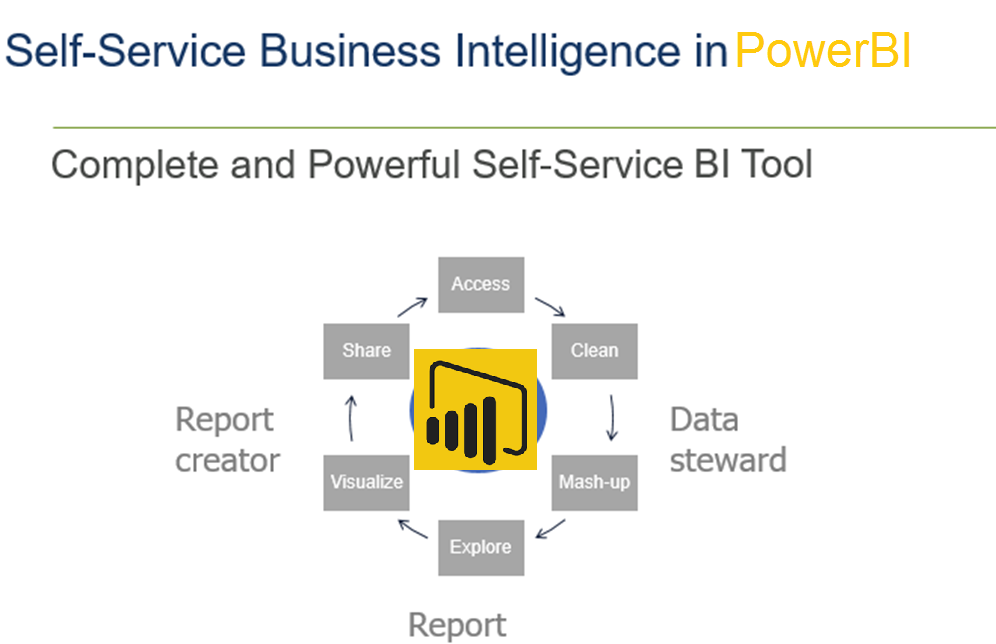 Self-Service Business Intelligence in PowerBI
Complete and Powerful Self-Service BI Tool
Access
Share
Clean
Report
creator
Data
steward
Visualize
Mash-up
Explore
Report